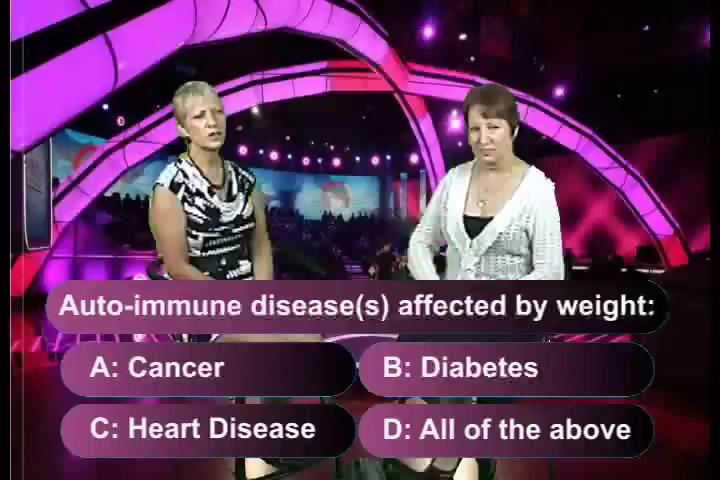 Auto-immune disease(s) affected by weight:
A: Cancer
B: Diabetes
C: Heart Disease
D: All of the above